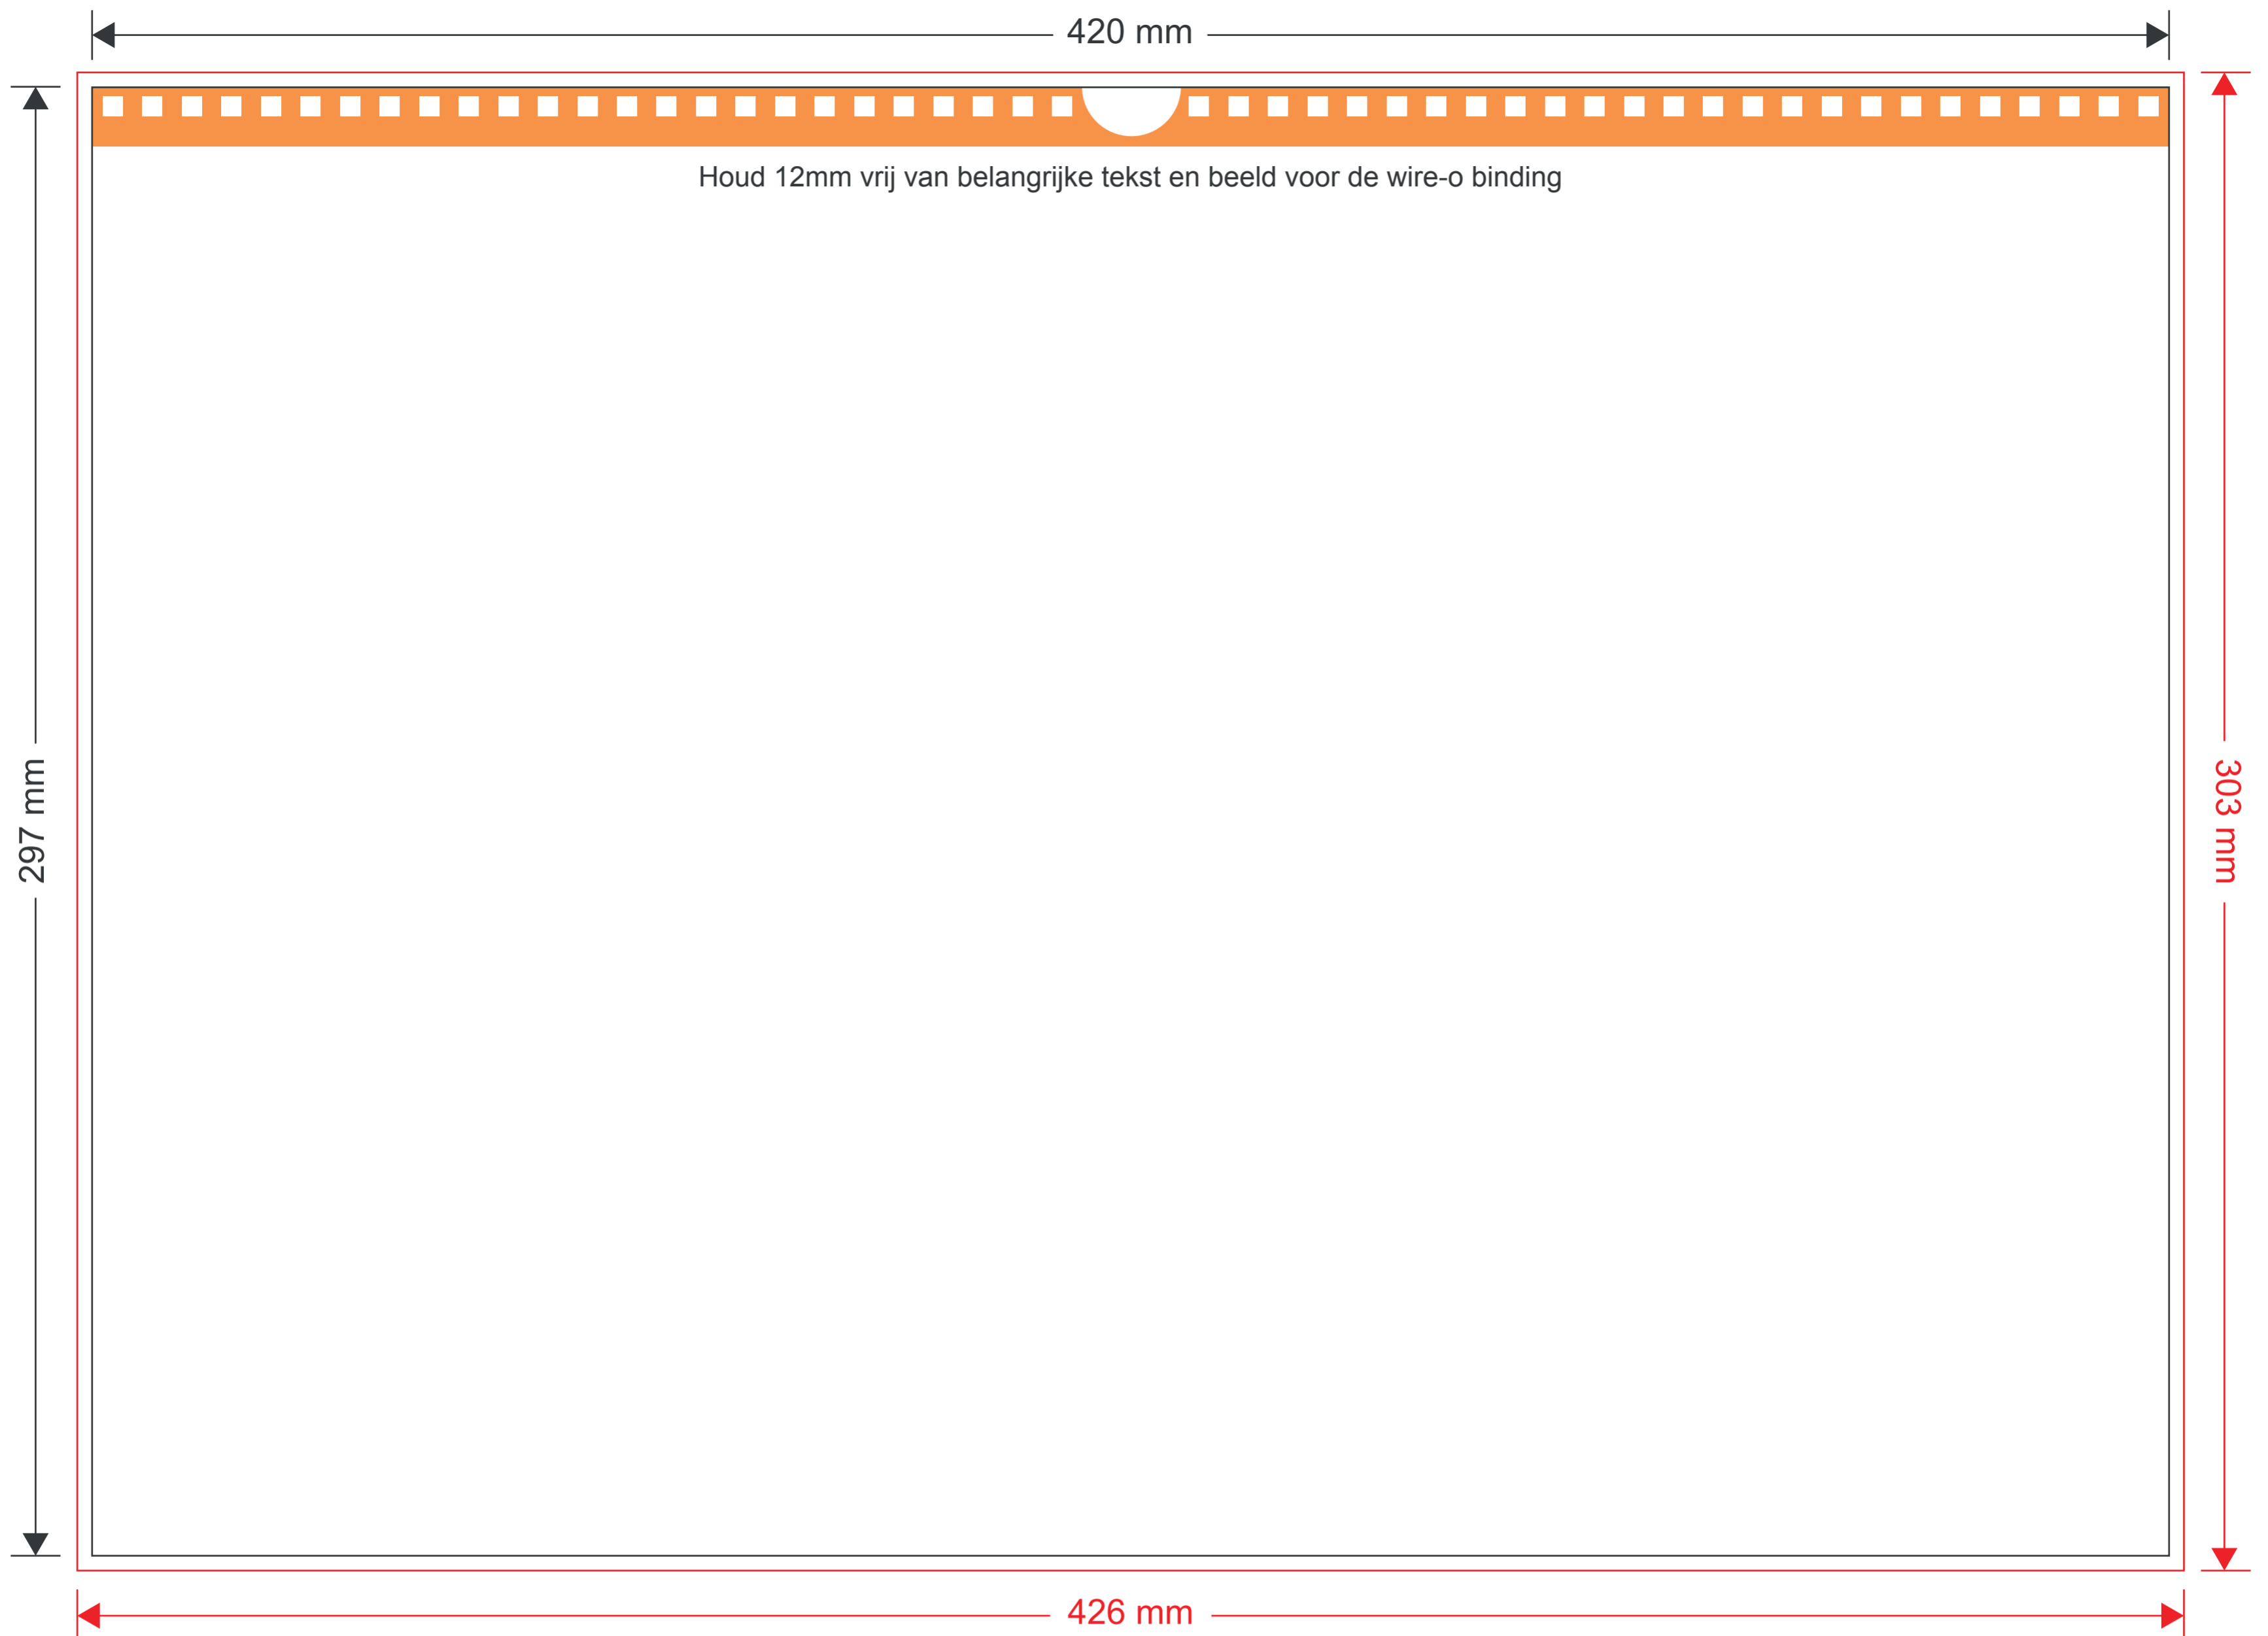 420 mm
Houd 12mm vrij van belangrijke tekst en beeld voor de wire-o binding
297 mm
303 mm
426 mm